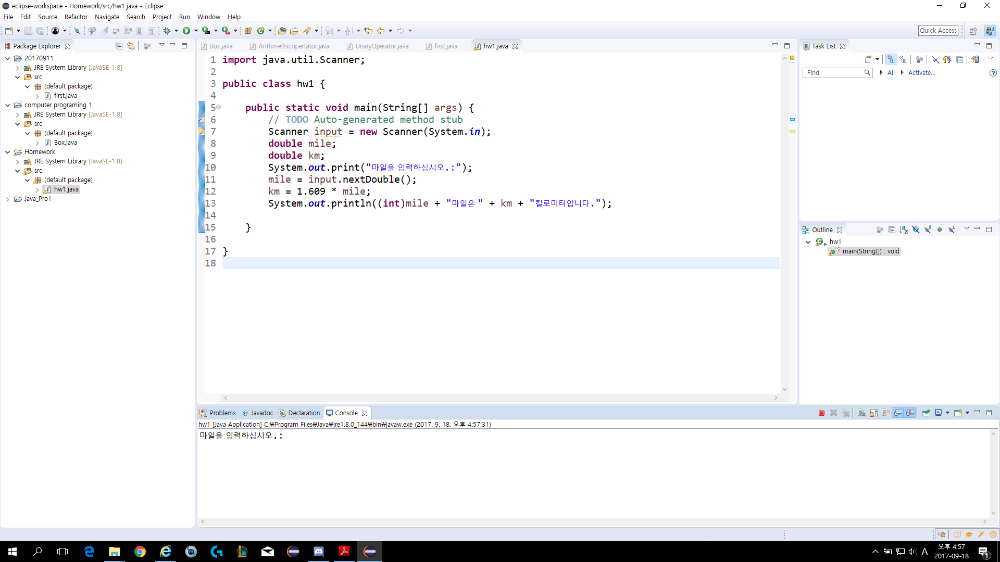 eclipse-workspace - Homework/src/hw1.java - Eclipse
File Edit Source Refactor Navigate Search Project Run Window Help
Quick Access
Package Explorer
20170911
JRE System Library [JavaSE-1.8]
src
(default package)
first.java
computer programing 1
JRE System Library [JavaSE-1.8]
src
(default package)
Box.java
Homework
JRE System Library [JavaSE-1.8]
src
(default package)
hw1.java
Java_Pro1
Box.java Arithmethicopertator.java UnaryOperator.java first.java hw1.java
1 import java.util.Scanner;
2
3 public class hw1 {
4
5 public static void main(String[] args) {
6 // TODO Auto-generated method stub
7 Scanner input = new Scanner(System.in);
8 double mile;
9 double km;
10 System.out.print("마일을 입력하십시오.:");
11 mile = input.nextDouble();
12 km = 1.609 * mile;
13 System.out.println((int)mile + "마일은 " + km + "킬로미터입니다.");
14
15 }
16
17 }
18
Task List
Find All Activate...
Outline
hw1
main(String[]) : void
Problems @ Javadoc Declaration Console
hw1 [Java Application] C:₩Program Files₩Java₩jre1.8.0_144₩bin₩javaw.exe (2017. 9. 18. 오후 4:57:31)
마일을 입력하십시오.:
A
오후 4:57
2017-09-18
1